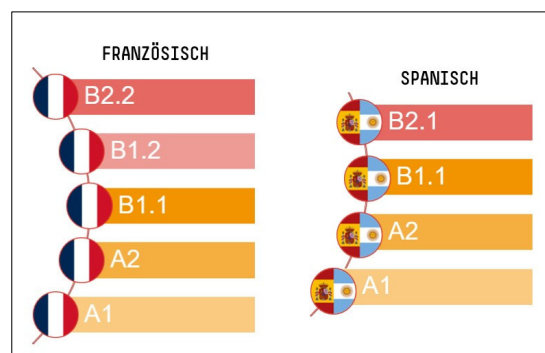 FRANZÖSISCH
B2.2
B1.2
B1.1
A2
A1
SPANISCH
B2.1
B1.1
A2
A1